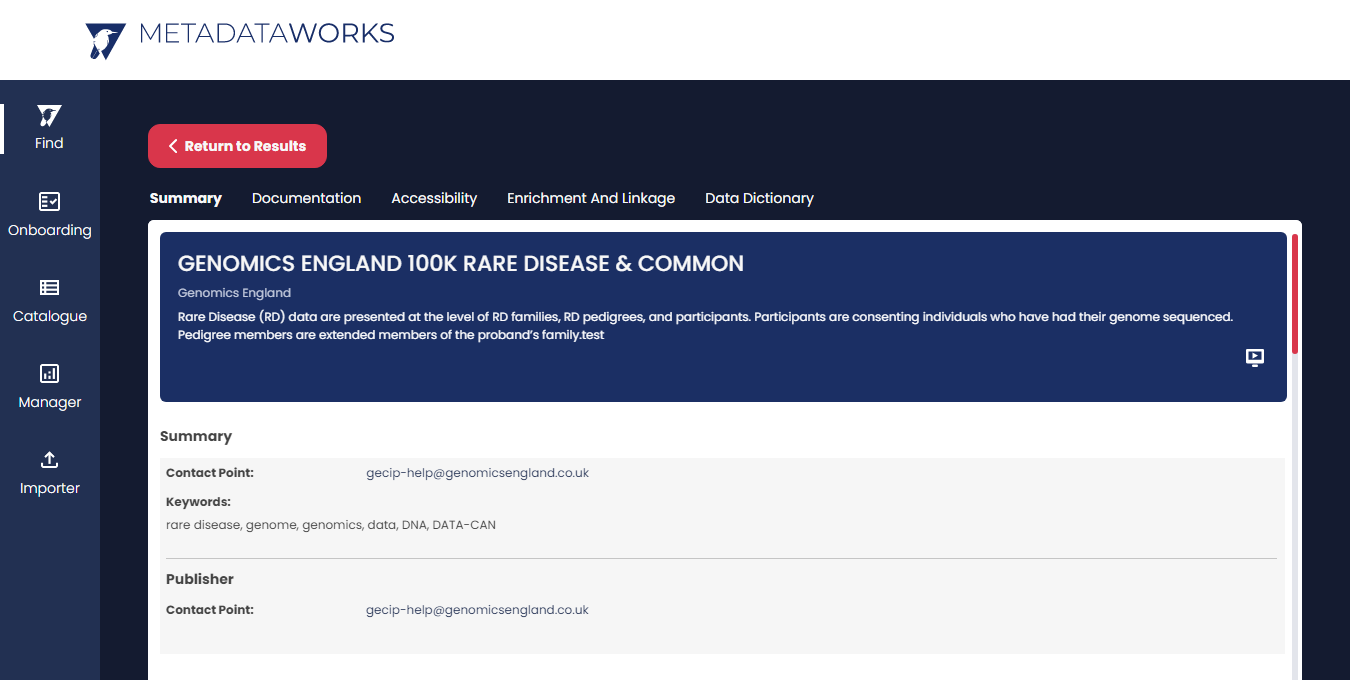 METADATAWORKS
Find
Onboarding
Catalogue
Manager
Importer
Return to Results
Summary Documentation Accessibility Enrichment And Linkage Data Dictionary
GENOMICS ENGLAND 100K RARE DISEASE & COMMON
Genomics England
Rare Disease (RD) data are presented at the level of RD families, RD pedigrees, and participants. Participants are consenting individuals who have had their genome sequenced.
Pedigree members are extended members of the proband’s family.test
Summary
Contact Point: gecip-help@genomicsengland.co.uk
Keywords:
rare disease, genome, genomics, data, DNA, DATA-CAN
Publisher
Contact Point: gecip-help@genomicsengland.co.uk